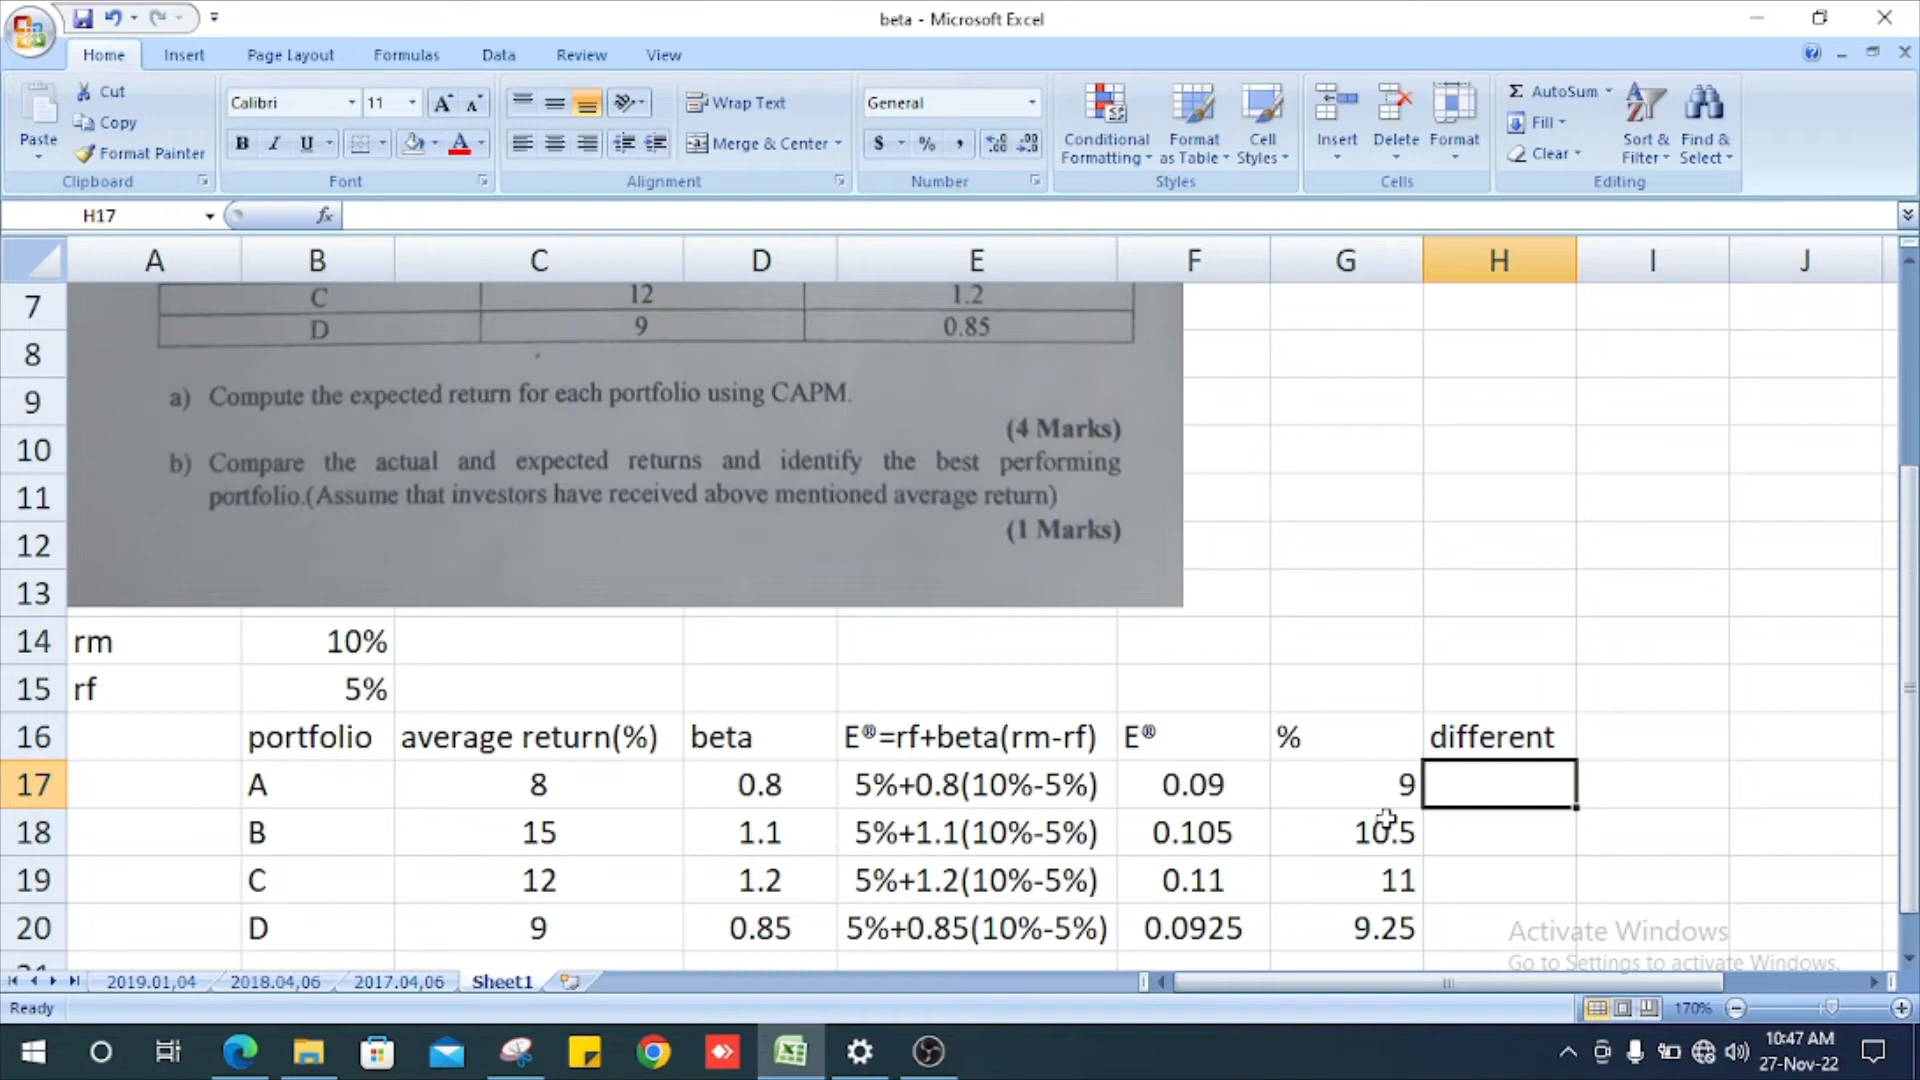 beta - Microsoft Excel
Home Insert Page Layout Formulas Data Review View
Paste
Cut
Copy
Format Painter
Clipboard
Calibri 11
B I U
Font
Wrap Text
Merge & Center
Alignment
General
$ % ,
Number
Conditional Formatting
Format as Table
Cell Styles
Styles
Insert Delete Format
Cells
Σ AutoSum
Fill
Clear
Sort & Filter
Find & Select
Editing
H17 fx
A B C D E F G H I J
7
8
9
10
11
12
13
C 12 1.2
D 9 0.85
a) Compute the expected return for each portfolio using CAPM.
(4 Marks)
b) Compare the actual and expected returns and identify the best performing
portfolio.(Assume that investors have received above mentioned average return)
(1 Marks)
14 rm 10%
15 rf 5%
16 portfolio average return(%) beta E®=rf+beta(rm-rf) E® % different
17 A 8 0.8 5%+0.8(10%-5%) 0.09 9
18 B 15 1.1 5%+1.1(10%-5%) 0.105 10.5
19 C 12 1.2 5%+1.2(10%-5%) 0.11 11
20 D 9 0.85 5%+0.85(10%-5%) 0.0925 9.25
Activate Windows
Go to Settings to activate Windows.
2019.01,04 2018.04,06 2017.04,06 Sheet1
Ready 170%
10:47 AM
27-Nov-22